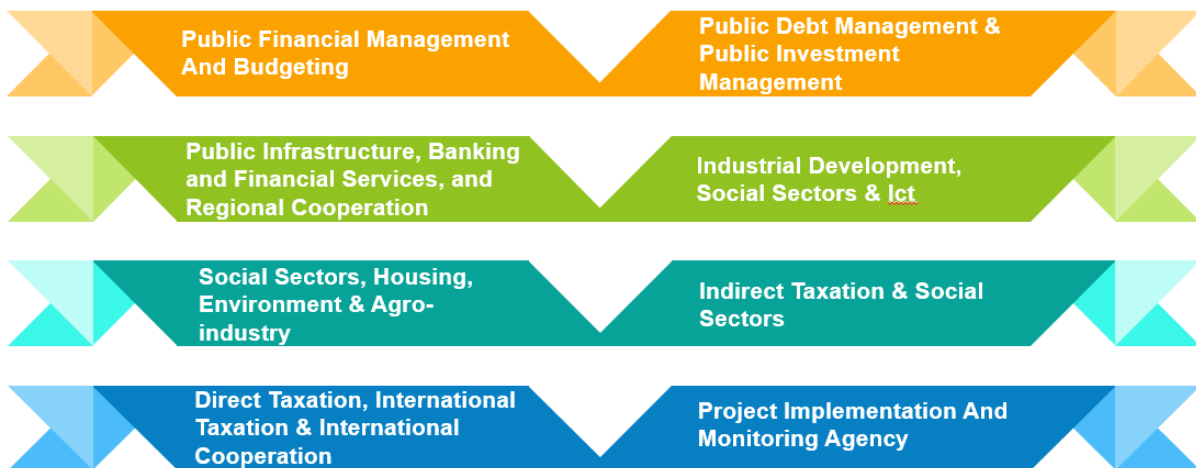 Public Financial Management
And Budgeting
Public Debt Management &
Public Investment
Management
Public Infrastructure, Banking
and Financial Services, and
Regional Cooperation
Industrial Development,
Social Sectors & Ict
Social Sectors, Housing,
Environment & Agro-
industry
Indirect Taxation & Social
Sectors
Direct Taxation, International
Taxation & International
Cooperation
Project Implementation And
Monitoring Agency